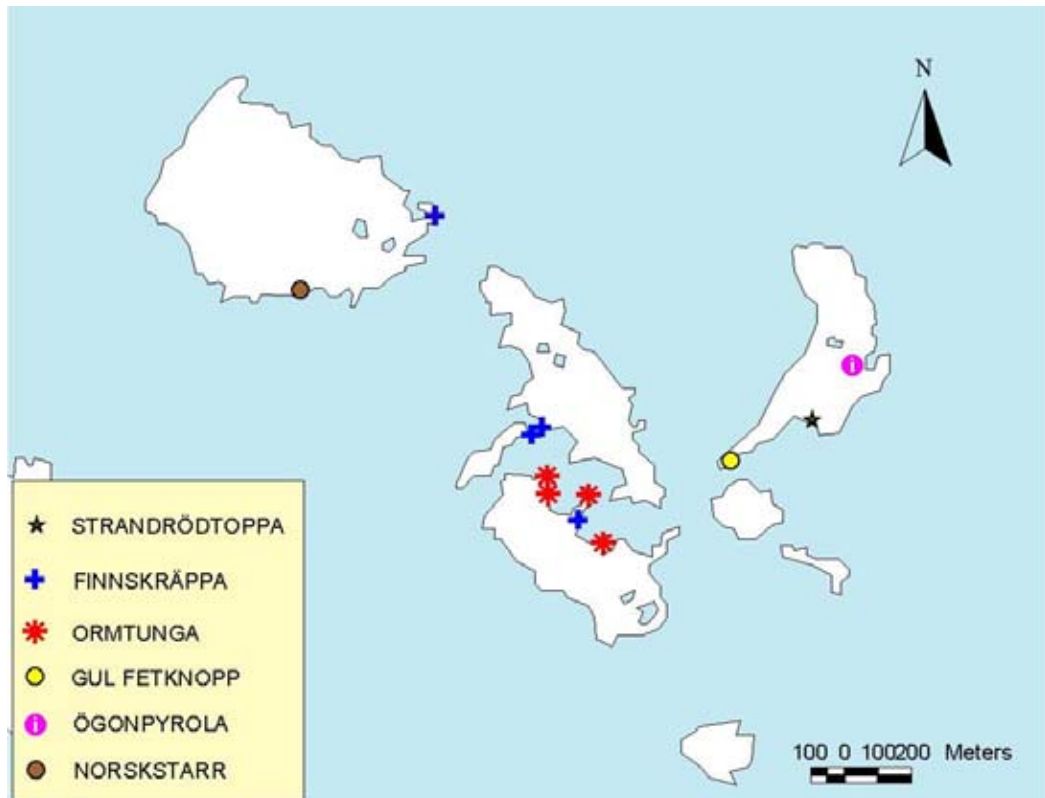 N
STRANDRÖDTOPPA
FINNSKRÄPPA
ORMTUNGA
GUL FETKNOPP
ÖGONPYROLA
NORSKSTARR
100 0 100200 Meters